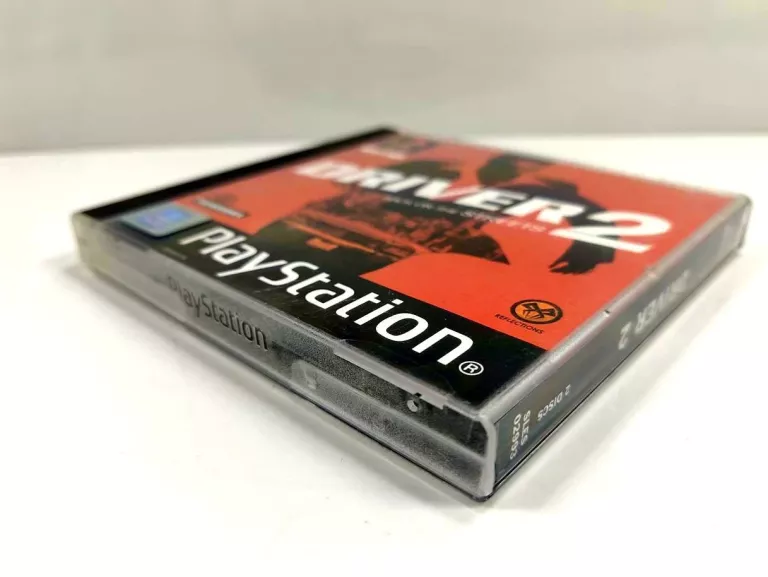 DRIVER 2
BACK ON THE STREETS
PlayStation®
REFLECTIONS
PlayStation
DRIVER 2
2 DISCS
SLES
02993